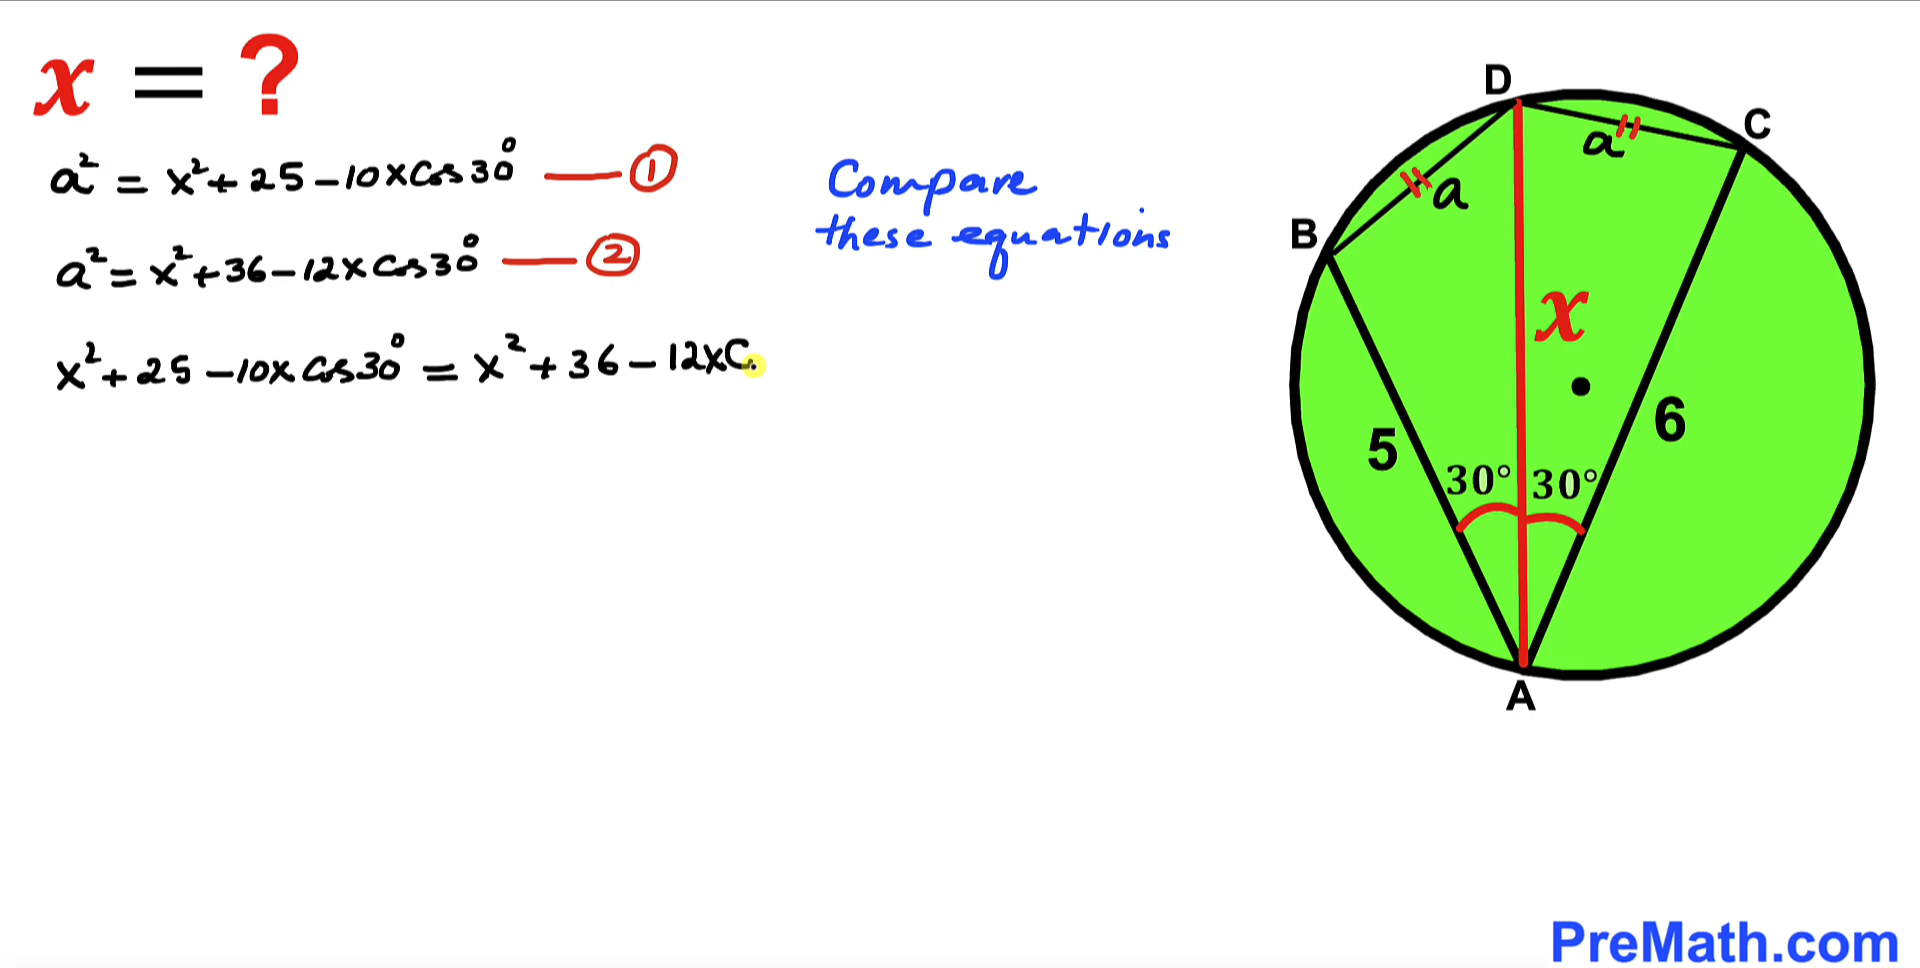 x = ?
a² = x² + 25 - 10x Cos 30° — ①
a² = x² + 36 - 12x Cos 30° — ②
x² + 25 - 10x Cos 30° = x² + 36 - 12x C
Compare
these equations
D
C
a
a
B
x
5
6
30° 30°
A
PreMath.com